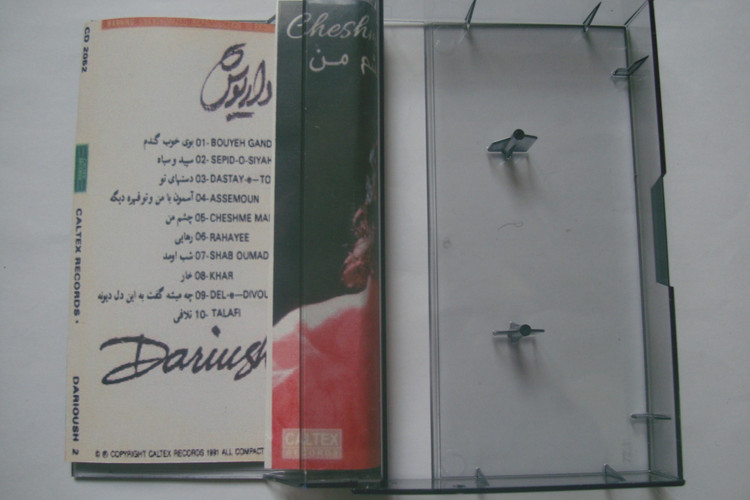 CD 2062
داریوش
01- BOUYEH GAND بوی خوب گندم
02- SEPID-O-SIYAH سپید و سیاه
03- DASTAY-e-TO دستهای تو
04- ASSEMOUN آسمون با من و تو قهره دیگه
05- CHESHME MA چشم من
06- RAHAYEE رهایی
07- SHAB OUMAD شب اومد
08- KHAR خار
09- DEL-e-DIVOU چه میشه گفت به این دل دیونه
10- TALAFI تلافی
Dariush
© ℗ COPYRIGHT CALTEX RECORDS 1991 ALL COMPACT
CALTEX RECORDS •
DARIOUSH 2
Chesh
م من
CALTEX
RECORDS